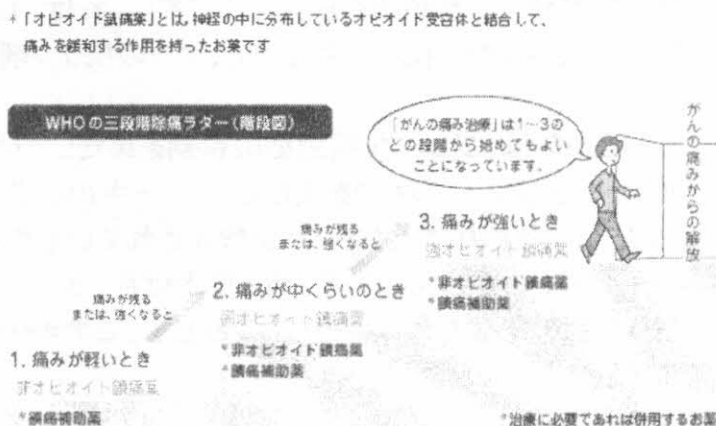 *「オピオイド鎮痛薬」とは、神経の中に分布しているオピオイド受容体と結合して、
痛みを緩和する作用を持ったお薬です
WHOの三段階除痛ラダー(階段図)
「がんの痛み治療」は1~3の
どの段階から始めてもよい
ことになっています。
がんの痛みからの解放
3. 痛みが強いとき
強オピオイド鎮痛薬
*非オピオイド鎮痛薬
*鎮痛補助薬
痛みが残る
または、強くなると
2. 痛みが中くらいのとき
弱オピオイド鎮痛薬
*非オピオイド鎮痛薬
*鎮痛補助薬
痛みが残る
または、強くなると
1. 痛みが軽いとき
非オピオイド鎮痛薬
*鎮痛補助薬
*治療に必要であれば併用するお薬